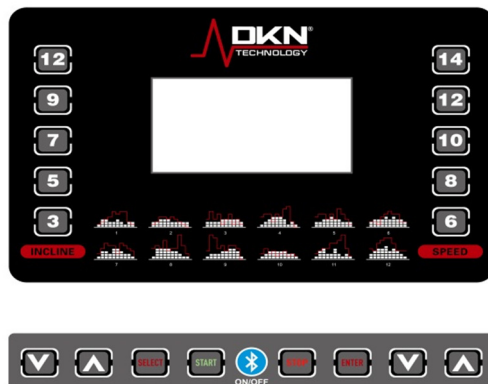 DKN®
TECHNOLOGY
12
9
7
5
3
INCLINE
14
12
10
8
6
SPEED
1 2 3 4 5 6
7 8 9 10 11 12
SELECT
START
ON/OFF
STOP
ENTER